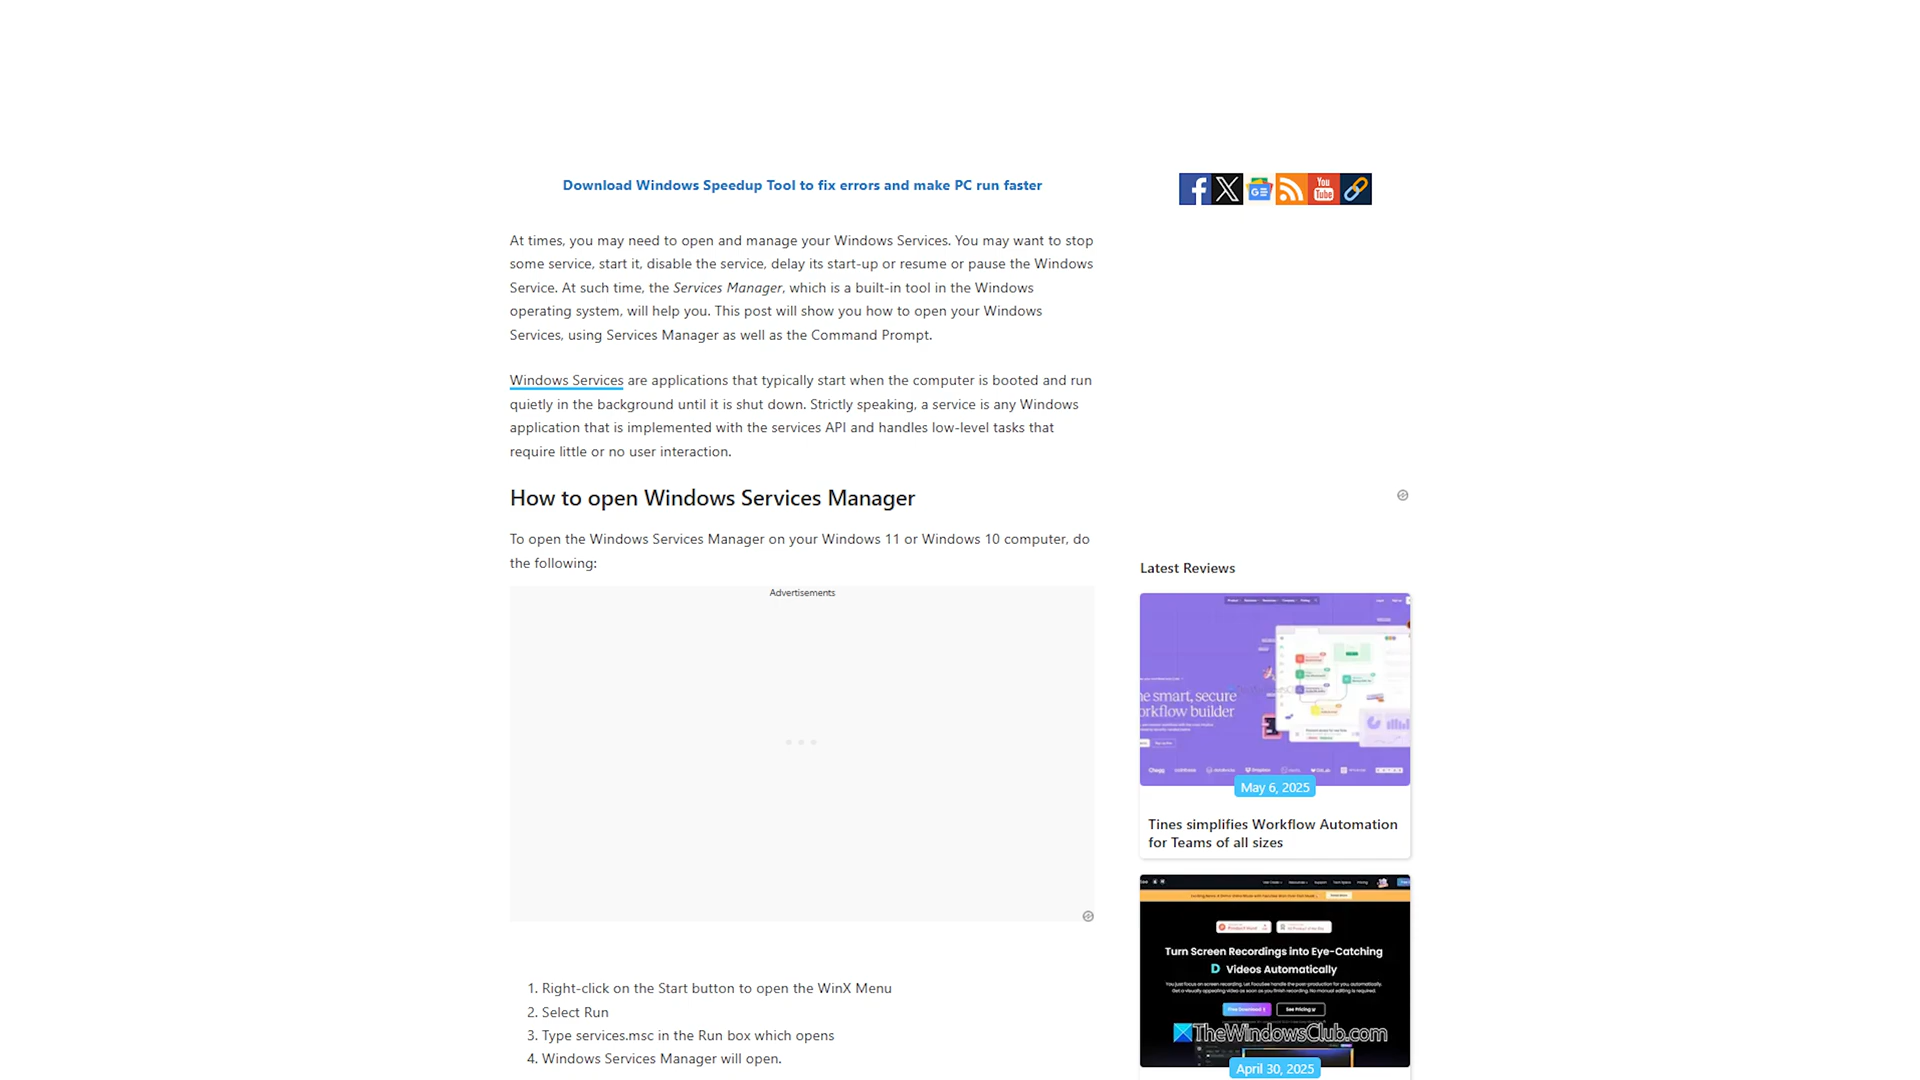 Download Windows Speedup Tool to fix errors and make PC run faster
At times, you may need to open and manage your Windows Services. You may want to stop
some service, start it, disable the service, delay its start-up or resume or pause the Windows
Service. At such time, the Services Manager, which is a built-in tool in the Windows
operating system, will help you. This post will show you how to open your Windows
Services, using Services Manager as well as the Command Prompt.
Windows Services are applications that typically start when the computer is booted and run
quietly in the background until it is shut down. Strictly speaking, a service is any Windows
application that is implemented with the services API and handles low-level tasks that
require little or no user interaction.
How to open Windows Services Manager
To open the Windows Services Manager on your Windows 11 or Windows 10 computer, do
the following:
Advertisements
1. Right-click on the Start button to open the WinX Menu
2. Select Run
3. Type services.msc in the Run box which opens
4. Windows Services Manager will open.
You
Tube
Latest Reviews
smart, secure
workflow builder
May 6, 2025
Tines simplifies Workflow Automation
for Teams of all sizes
Turn Screen Recordings into Eye-Catching
Videos Automatically
Free Download
See Pricing
TheWindowsClub.com
April 30, 2025